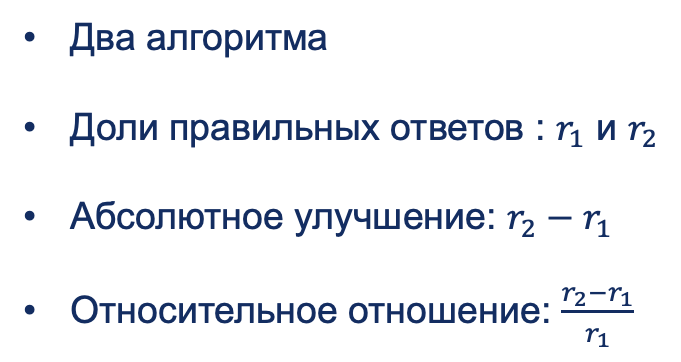 • Два алгоритма
• Доли правильных ответов : r₁ и r₂
• Абсолютное улучшение: r₂ − r₁
• Относительное отношение: (r₂−r₁)/r₁